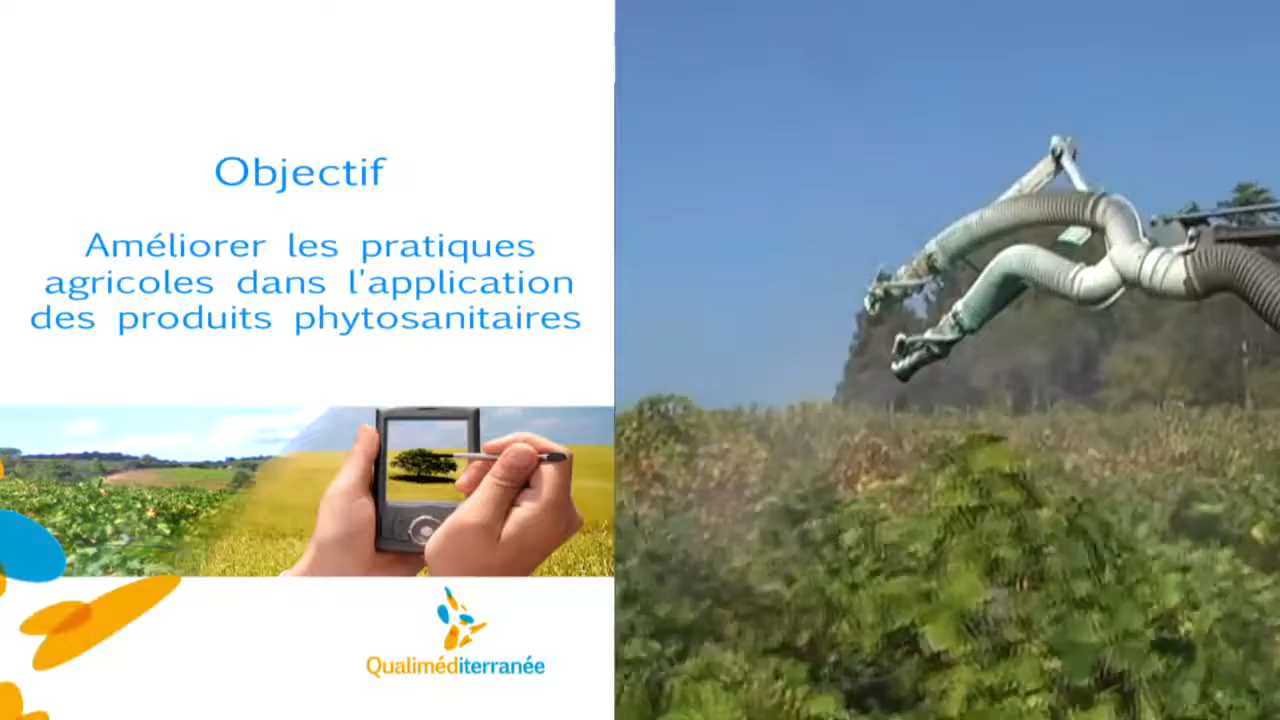 Objectif
Améliorer les pratiques
agricoles dans l'application
des produits phytosanitaires
Qualiméditerranée